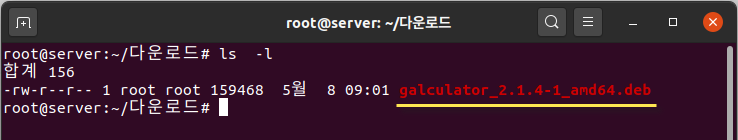 root@server: ~/다운로드
root@server:~/다운로드# ls  -l
합계 156
-rw-r--r-- 1 root root 159468  5월  8 09:01 galculator_2.1.4-1_amd64.deb
root@server:~/다운로드#